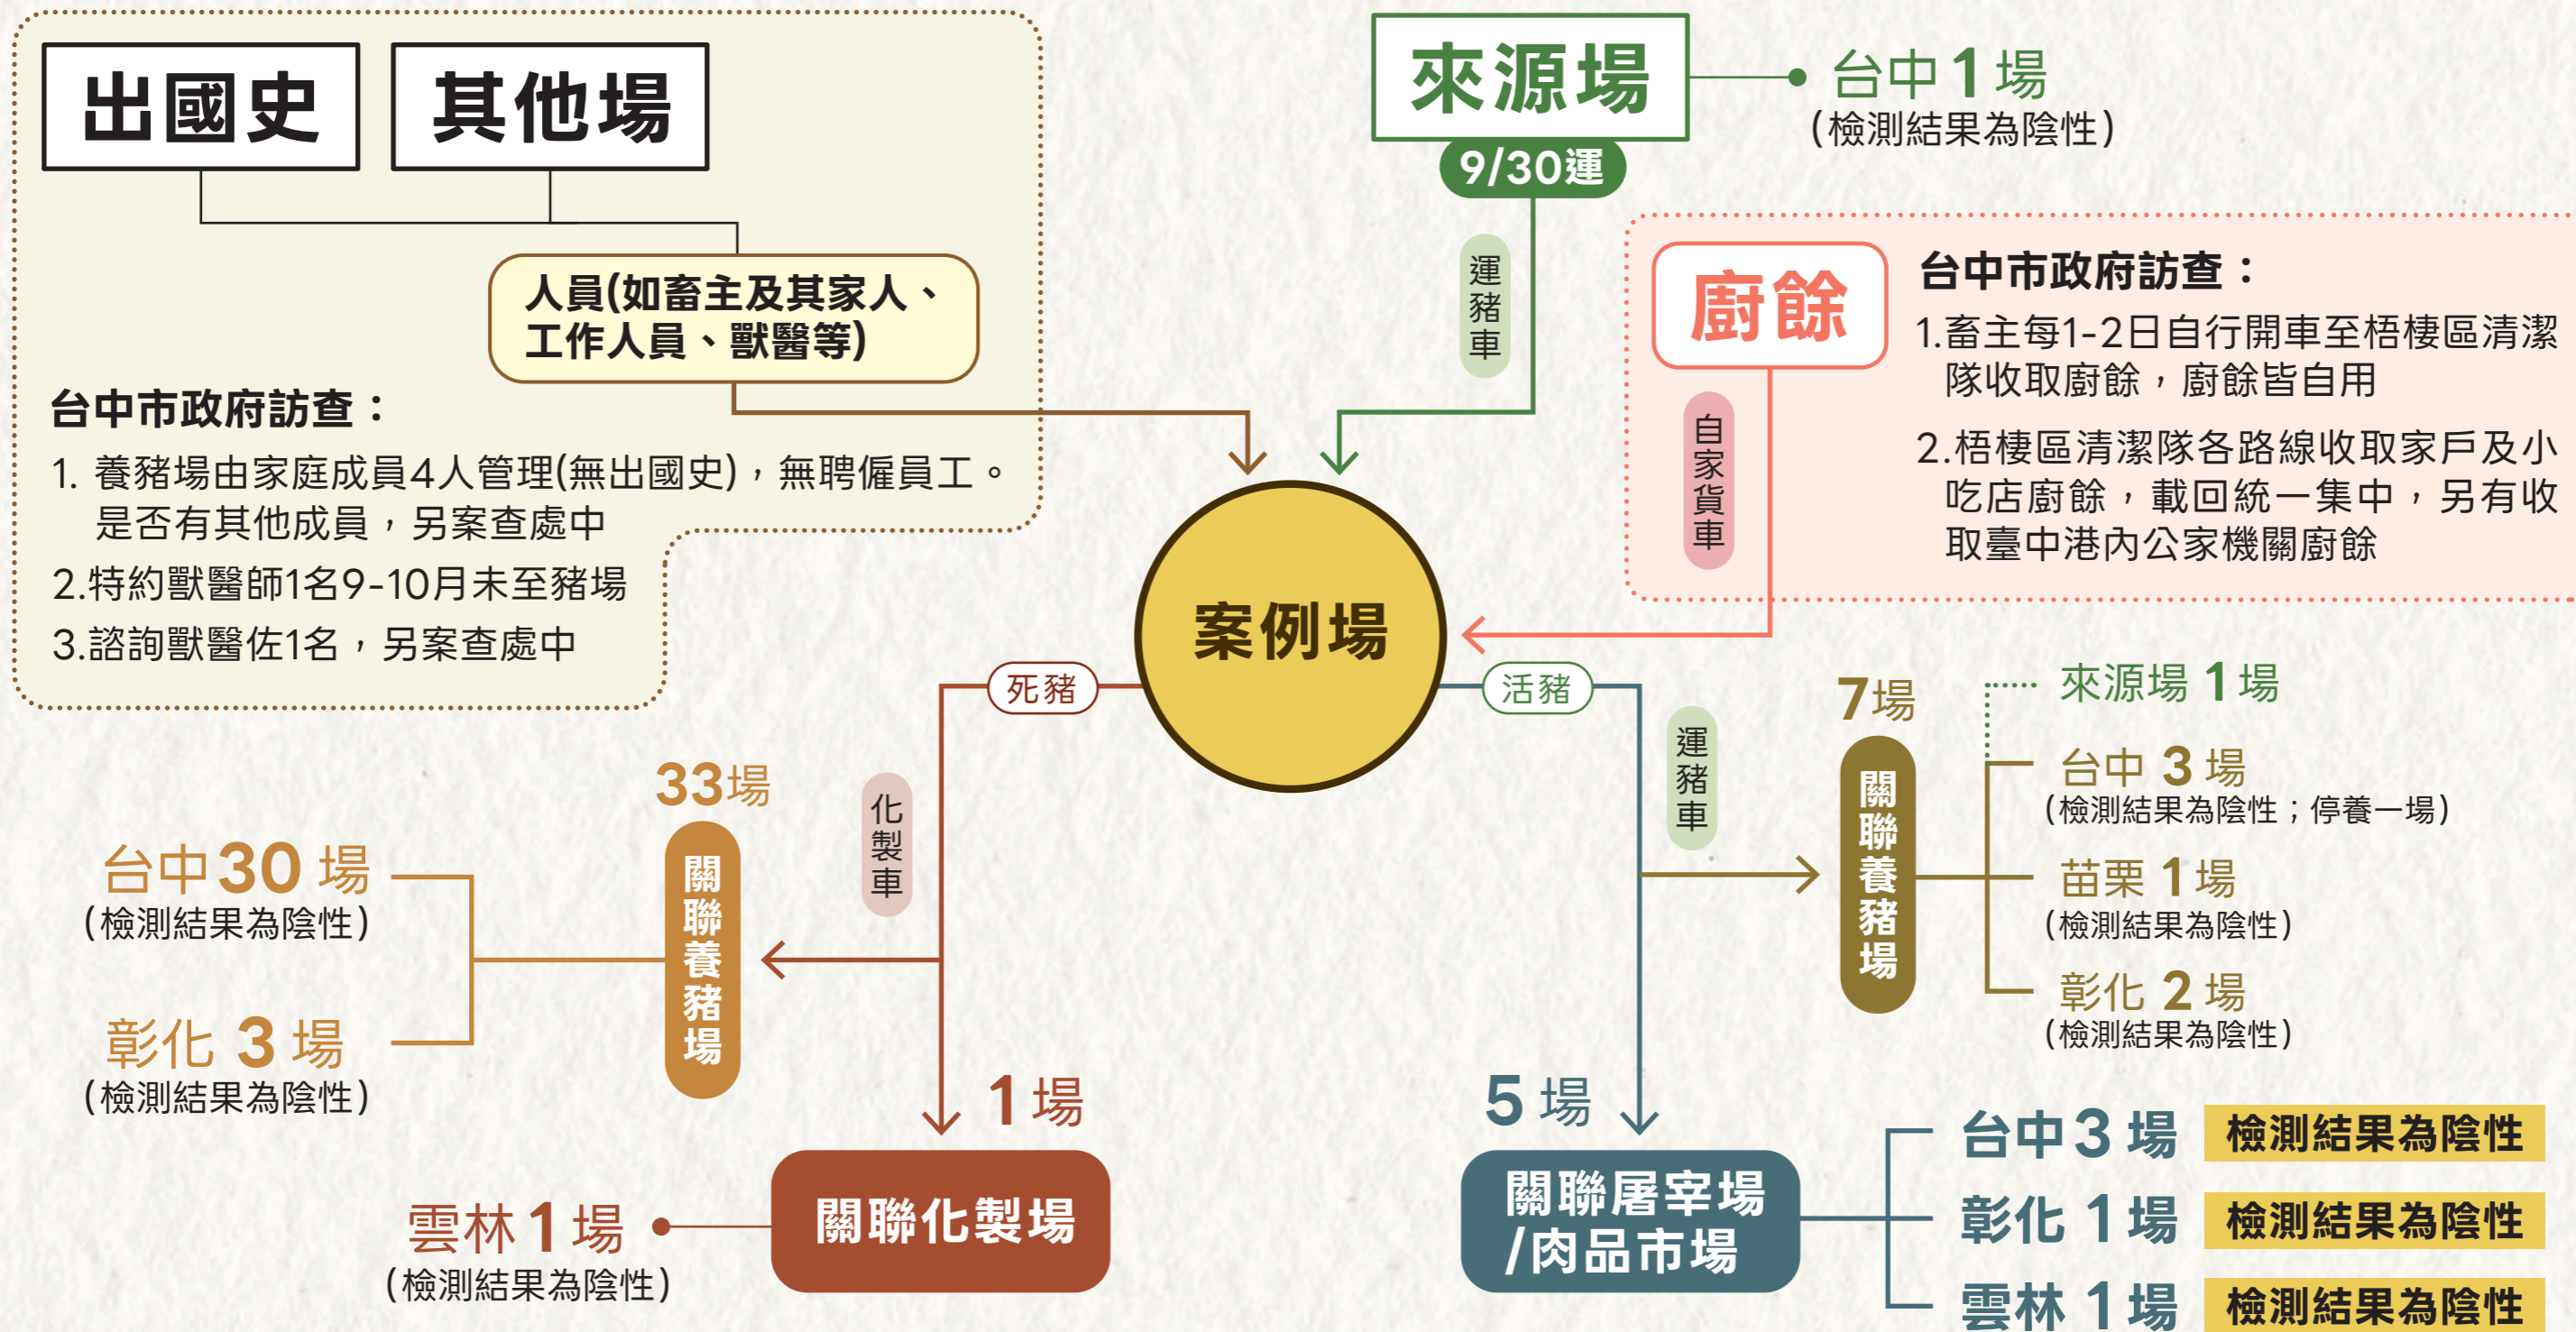 出國史
其他場
人員(如畜主及其家人、
工作人員、獸醫等)
台中市政府訪查：
1. 養豬場由家庭成員4人管理(無出國史)，無聘僱員工。
是否有其他成員，另案查處中
2.特約獸醫師1名9-10月未至豬場
3.諮詢獸醫佐1名，另案查處中
來源場
9/30運
台中1場
(檢測結果為陰性)
運豬車
廚餘
自家貨車
台中市政府訪查：
1.畜主每1-2日自行開車至梧棲區清潔
隊收取廚餘，廚餘皆自用
2.梧棲區清潔隊各路線收取家戶及小
吃店廚餘，載回統一集中，另有收
取臺中港內公家機關廚餘
案例場
死豬
化製車
33場
關聯養豬場
台中30場
(檢測結果為陰性)
彰化 3 場
(檢測結果為陰性)
1場
關聯化製場
雲林1場
(檢測結果為陰性)
活豬
運豬車
7場
關聯養豬場
來源場 1場
台中 3 場
(檢測結果為陰性；停養一場)
苗栗 1場
(檢測結果為陰性)
彰化 2 場
(檢測結果為陰性)
5 場
關聯屠宰場
/肉品市場
台中3 場 檢測結果為陰性
彰化 1場 檢測結果為陰性
雲林 1場 檢測結果為陰性